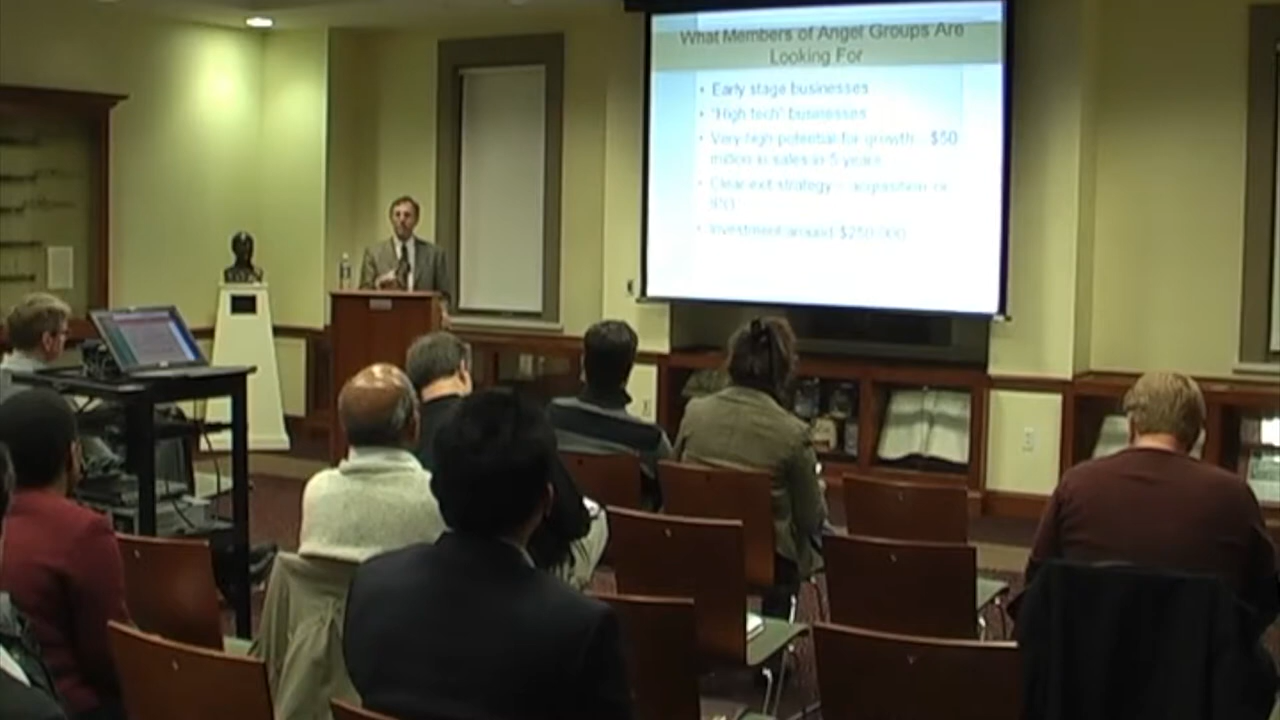 What Members of Angel Groups Are
Looking For
• Early stage businesses
• "High tech" businesses
• Very high potential for growth - $50
million in sales in 5 years
• Clear exit strategy – acquisition or
IPO
• Investment around $250,000